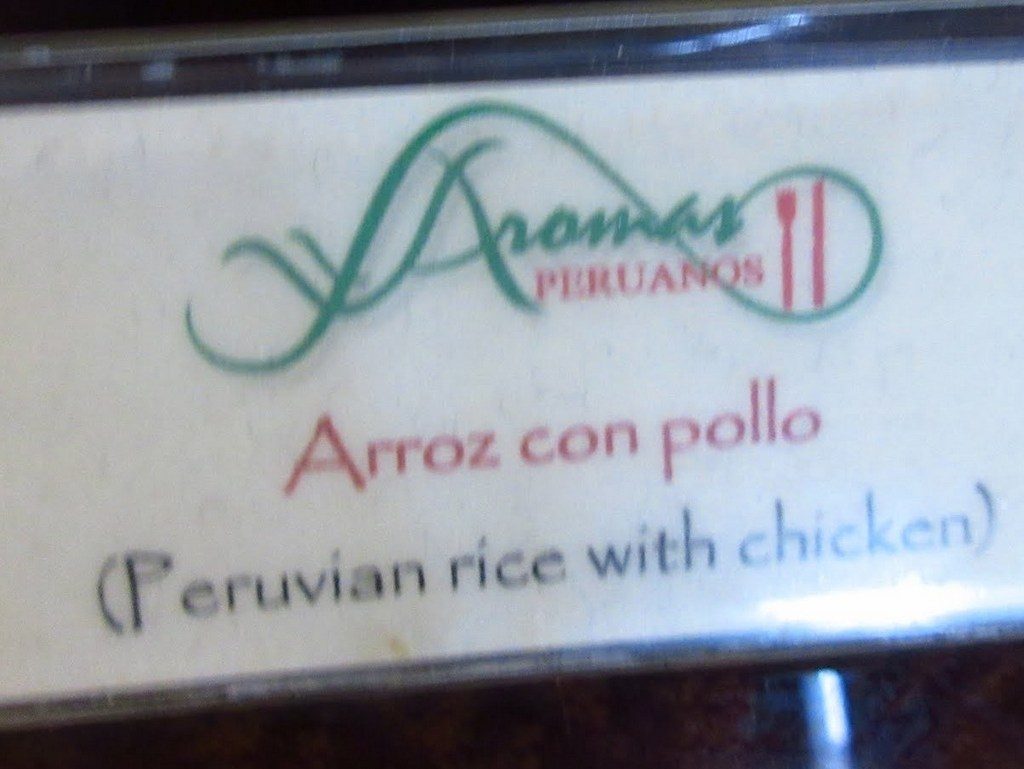 Aromas
PERUANOS
Arroz con pollo
(Peruvian rice with chicken)